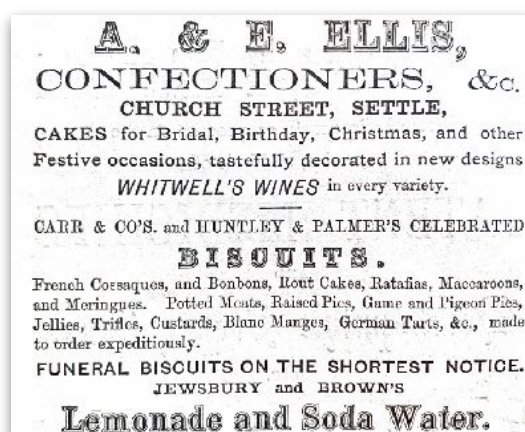 A. & E. ELLIS,
CONFECTIONERS, &c.
CHURCH STREET, SETTLE,
CAKES for Bridal, Birthday, Christmas, and other
Festive occasions, tastefully decorated in new designs
WHITWELL'S WINES in every variety.
CARR & CO'S. and HUNTLEY & PALMER'S CELEBRATED
BISCUITS.
French Cossaques, and Bonbons, Rout Cakes, Ratafias, Maccaroons,
and Meringues. Potted Meats, Raised Pies, Game and Pigeon Pies,
Jellies, Trifles, Custards, Blanc Manges, German Tarts, &c., made
to order expeditiously.
FUNERAL BISCUITS ON THE SHORTEST NOTICE.
JEWSBURY and BROWN'S
Lemonade and Soda Water.